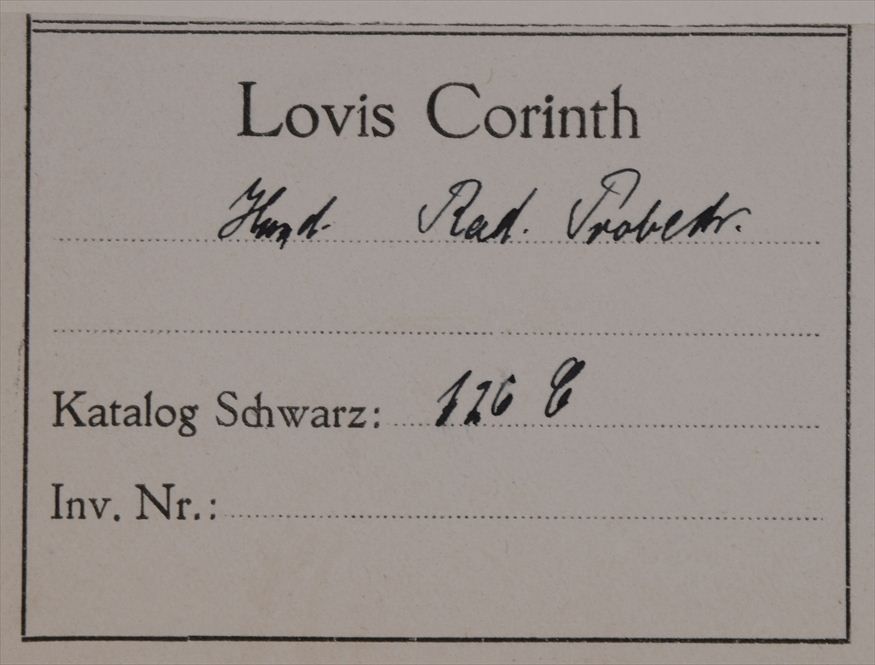 Lovis Corinth
Hund. Rad. Probedr.
Katalog Schwarz: 126 C
Inv. Nr.: